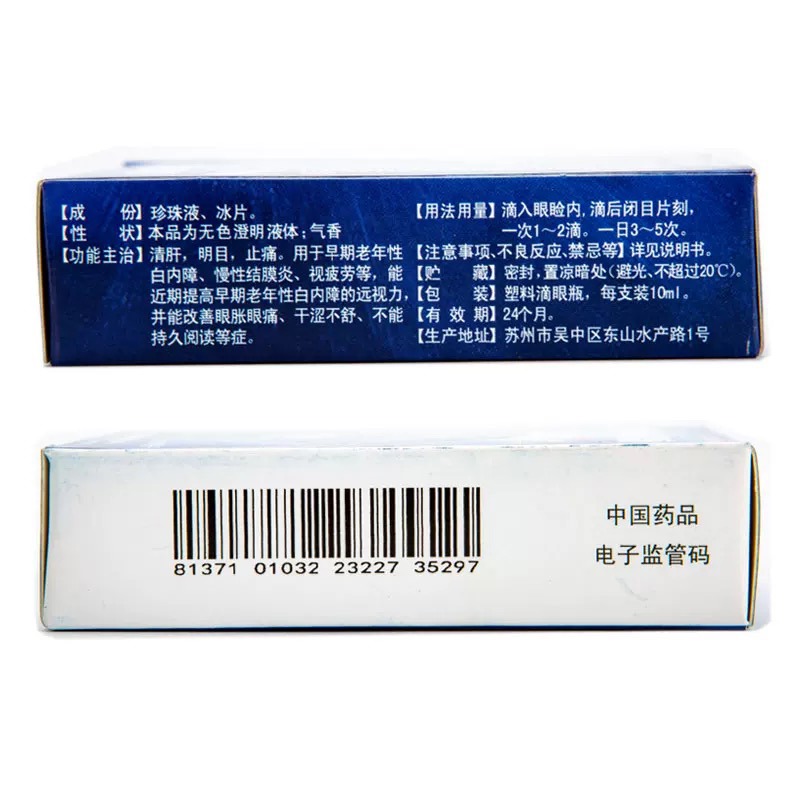 【成 份】珍珠液、冰片。
【性 状】本品为无色澄明液体;气香
【功能主治】清肝,明目,止痛。用于早期老年性
白内障、慢性结膜炎、视疲劳等,能
近期提高早期老年性白内障的远视力,
并能改善眼胀眼痛、干涩不舒、不能
持久阅读等症。
【用法用量】滴入眼睑内,滴后闭目片刻,
一次1~2滴。一日3~5次。
【注意事项、不良反应、禁忌等】详见说明书。
【贮 藏】密封,置凉暗处(避光、不超过20℃)。
【包 装】塑料滴眼瓶,每支装10ml。
【有 效 期】24个月。
【生产地址】苏州市吴中区东山水产路1号
81371 01032 23227 35297
中国药品
电子监管码